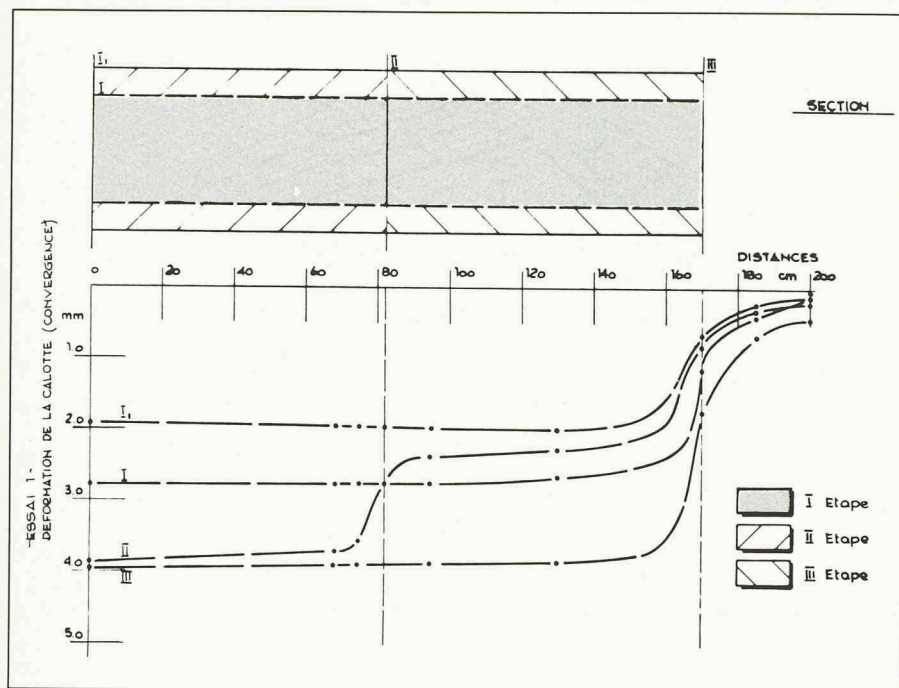 I₁
II
III
I
SECTION
DISTANCES
0 20 40 60 80 100 120 140 160 180 cm 200
mm
1.0
2.0
3.0
4.0
5.0
I₁
I
II
III
-ESSAI 1-
DEFORMATION DE LA CALOTTE (CONVERGENCE)
I Etape
II Etape
III Etape